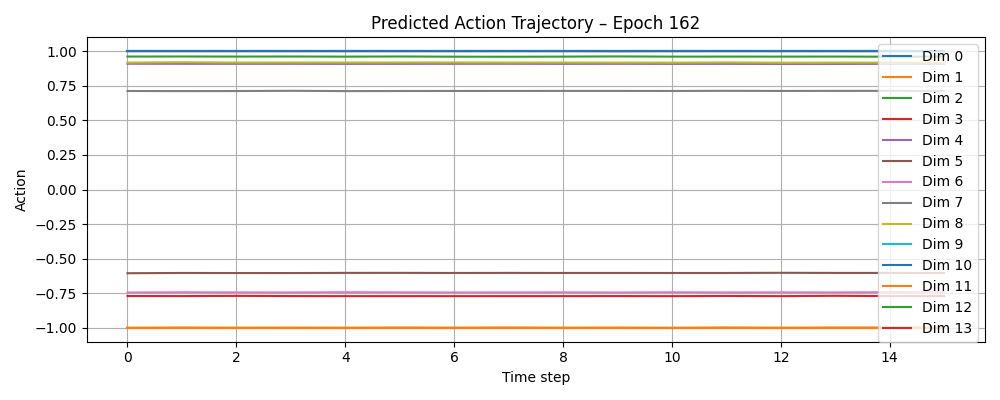 Predicted Action Trajectory – Epoch 162
Action
1.00
0.75
0.50
0.25
0.00
−0.25
−0.50
−0.75
−1.00
0
2
4
6
8
10
12
14
Time step
Dim 0
Dim 1
Dim 2
Dim 3
Dim 4
Dim 5
Dim 6
Dim 7
Dim 8
Dim 9
Dim 10
Dim 11
Dim 12
Dim 13